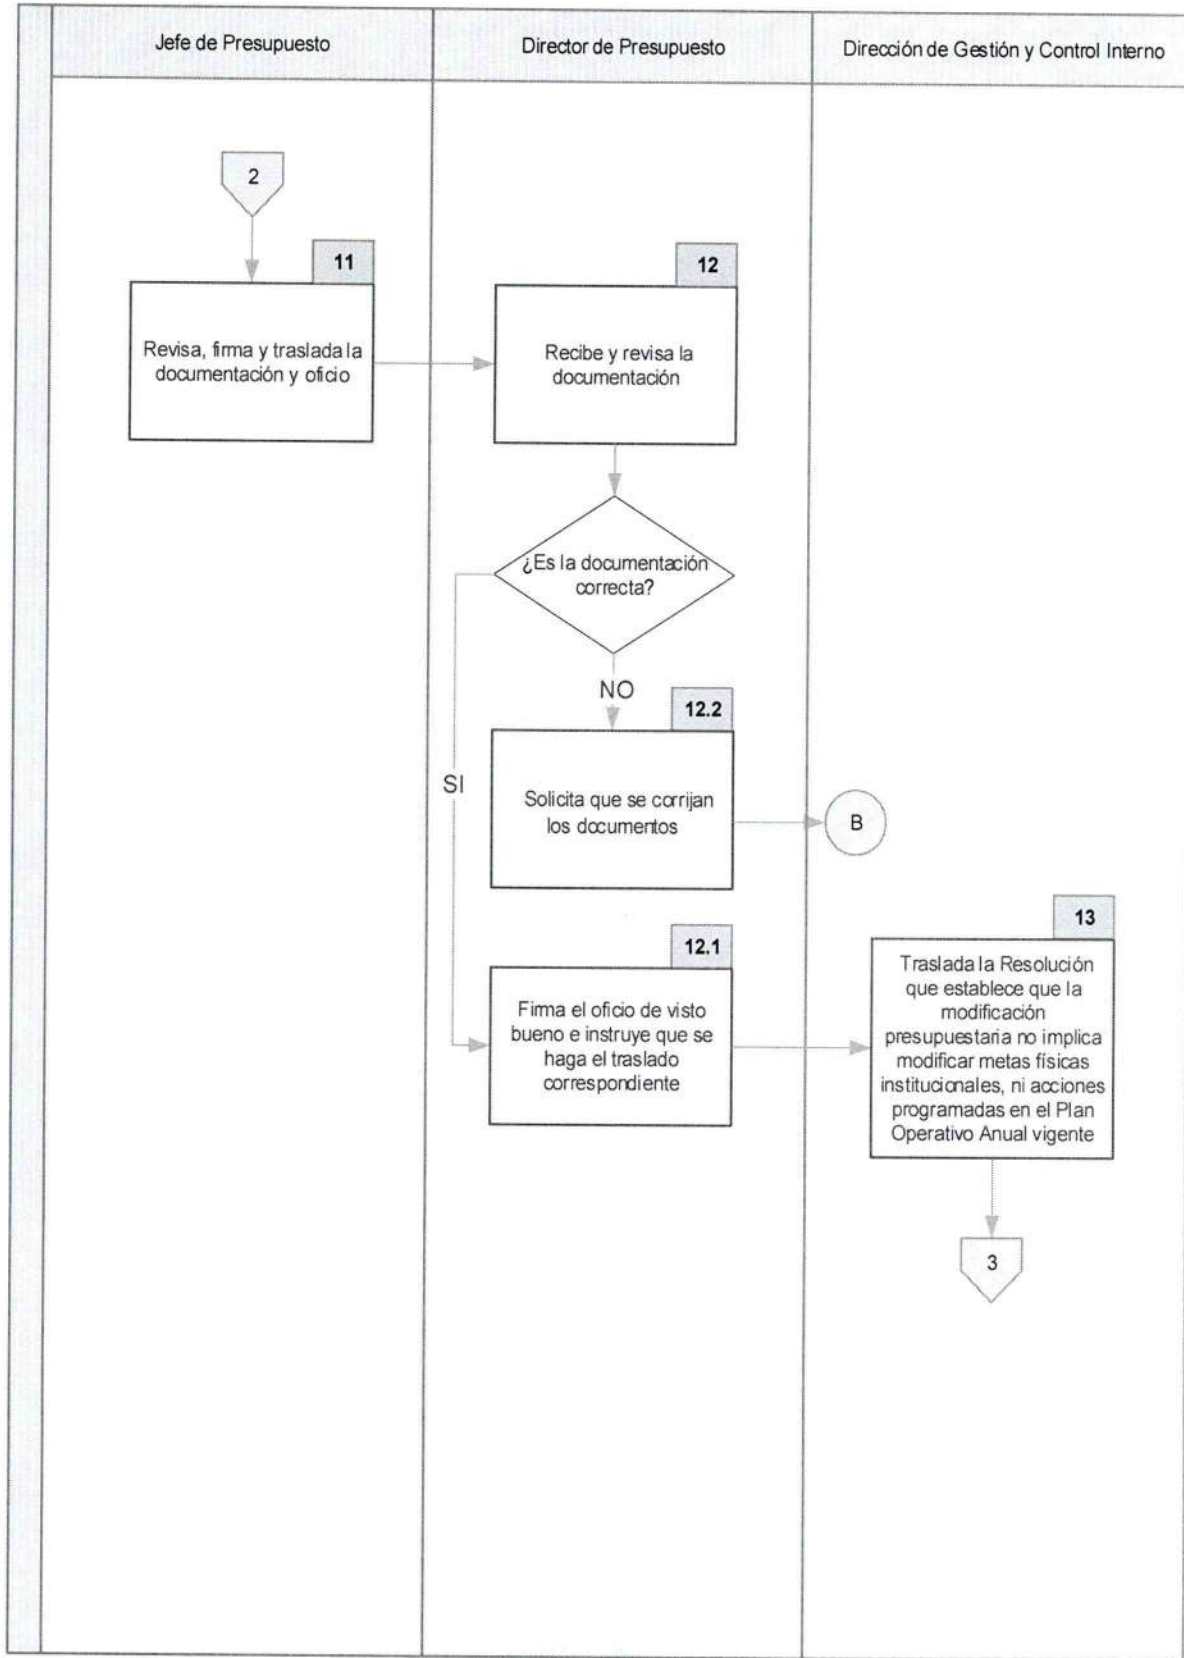 Jefe de Presupuesto
Director de Presupuesto
Dirección de Gestión y Control Interno
2
11
Revisa, firma y traslada la
documentación y oficio
12
Recibe y revisa la
documentación
¿Es la documentación
correcta?
NO
SI
12.2
Solicita que se corrijan
los documentos
B
12.1
Firma el oficio de visto
bueno e instruye que se
haga el traslado
correspondiente
13
Traslada la Resolución
que establece que la
modificación
presupuestaria no implica
modificar metas físicas
institucionales, ni acciones
programadas en el Plan
Operativo Anual vigente
3